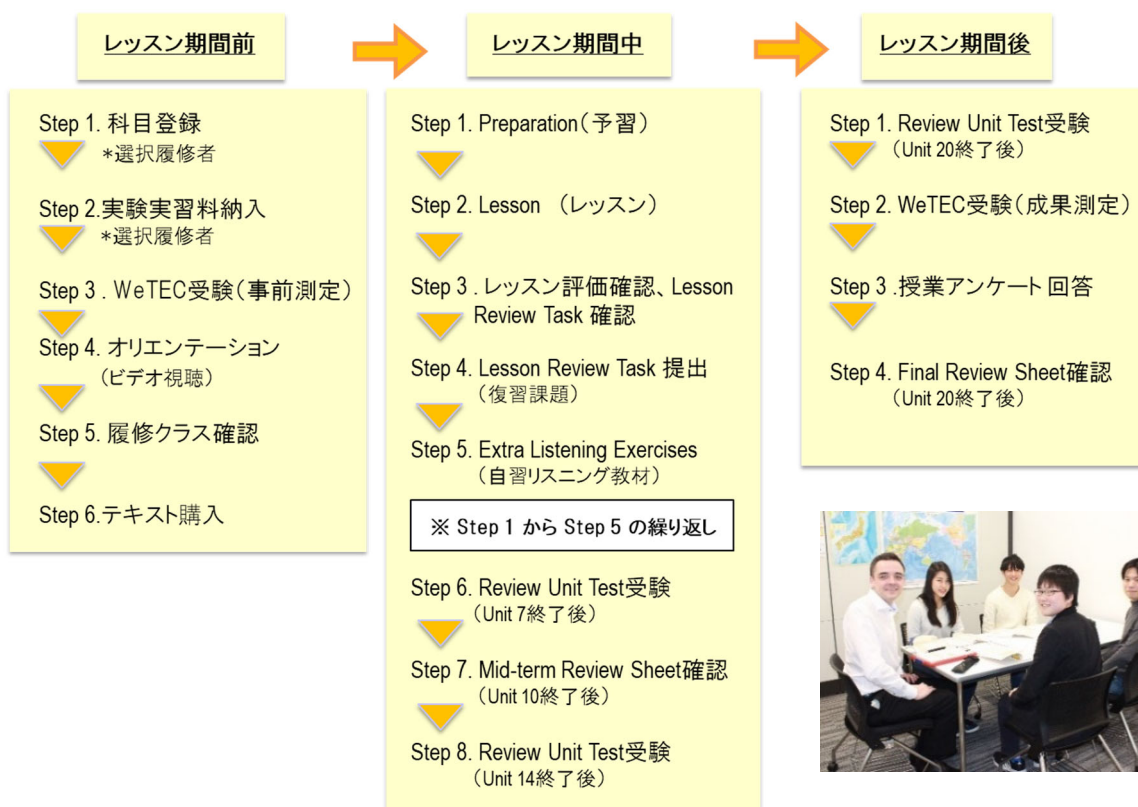 レッスン期間前
Step 1. 科目登録
*選択履修者
Step 2.実験実習料納入
*選択履修者
Step 3 . WeTEC受験(事前測定)
Step 4. オリエンテーション
(ビデオ視聴)
Step 5. 履修クラス確認
Step 6.テキスト購入
レッスン期間中
Step 1. Preparation(予習)
Step 2. Lesson (レッスン)
Step 3 . レッスン評価確認、Lesson
Review Task 確認
Step 4. Lesson Review Task 提出
(復習課題)
Step 5. Extra Listening Exercises
(自習リスニング教材)
※ Step 1 から Step 5 の繰り返し
Step 6. Review Unit Test受験
(Unit 7終了後)
Step 7. Mid-term Review Sheet確認
(Unit 10終了後)
Step 8. Review Unit Test受験
(Unit 14終了後)
レッスン期間後
Step 1. Review Unit Test受験
(Unit 20終了後)
Step 2. WeTEC受験(成果測定)
Step 3 .授業アンケート 回答
Step 4. Final Review Sheet確認
(Unit 20終了後)